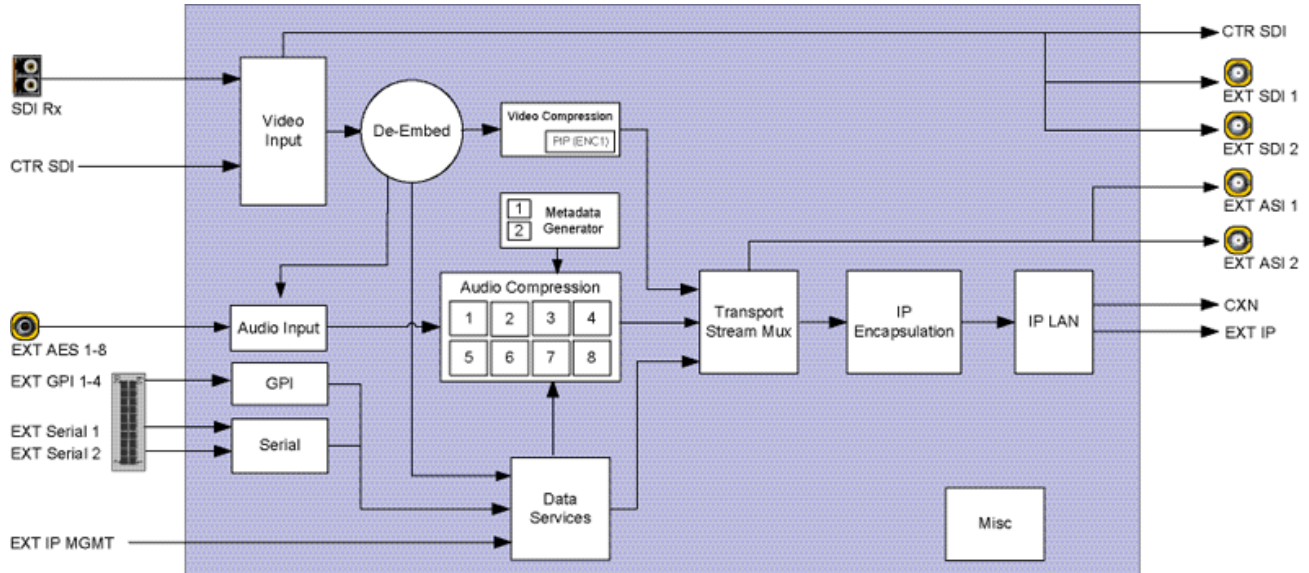 CTR SDI
SDI Rx
EXT SDI 1
Video
Input
De-Embed
Video Compression
PIP (ENC1)
EXT SDI 2
CTR SDI
EXT ASI 1
1
2
Metadata
Generator
EXT ASI 2
Audio Compression
1 2 3 4
5 6 7 8
Transport
Stream Mux
IP
Encapsulation
IP LAN
CXN
EXT IP
Audio Input
EXT AES 1-8
EXT GPI 1-4
GPI
EXT Serial 1
EXT Serial 2
Serial
Data
Services
Misc
EXT IP MGMT